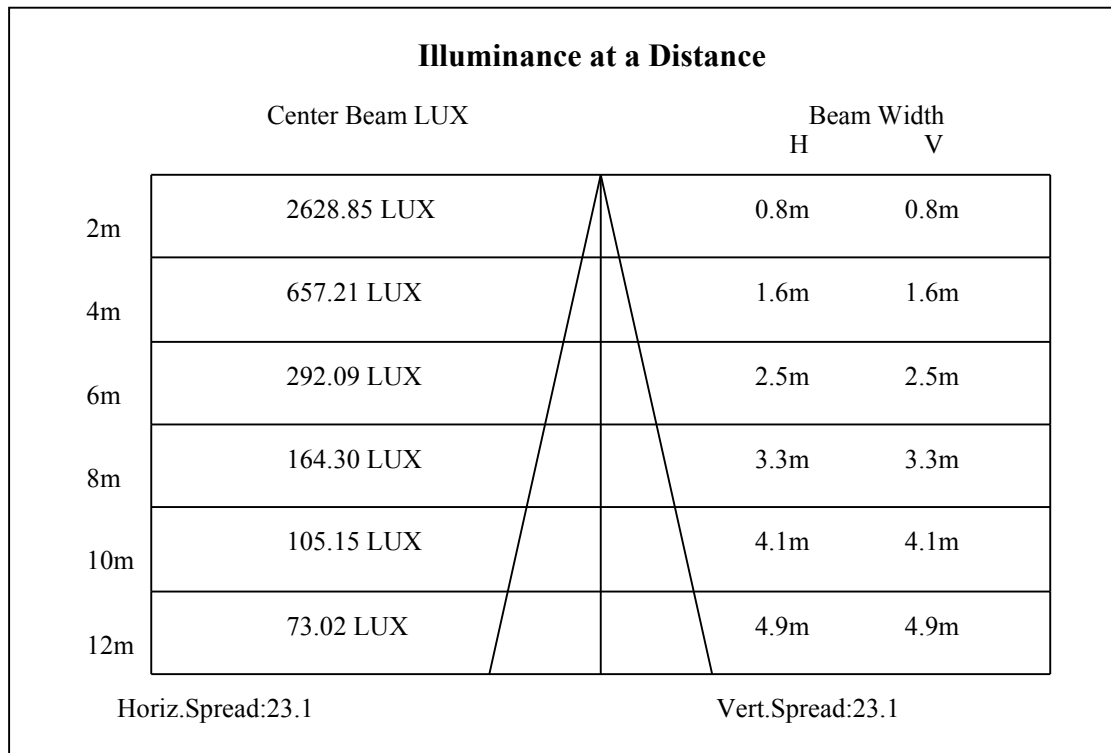 Illuminance at a Distance
Center Beam LUX Beam Width
H V
2m 2628.85 LUX 0.8m 0.8m
4m 657.21 LUX 1.6m 1.6m
6m 292.09 LUX 2.5m 2.5m
8m 164.30 LUX 3.3m 3.3m
10m 105.15 LUX 4.1m 4.1m
12m 73.02 LUX 4.9m 4.9m
Horiz.Spread:23.1 Vert.Spread:23.1